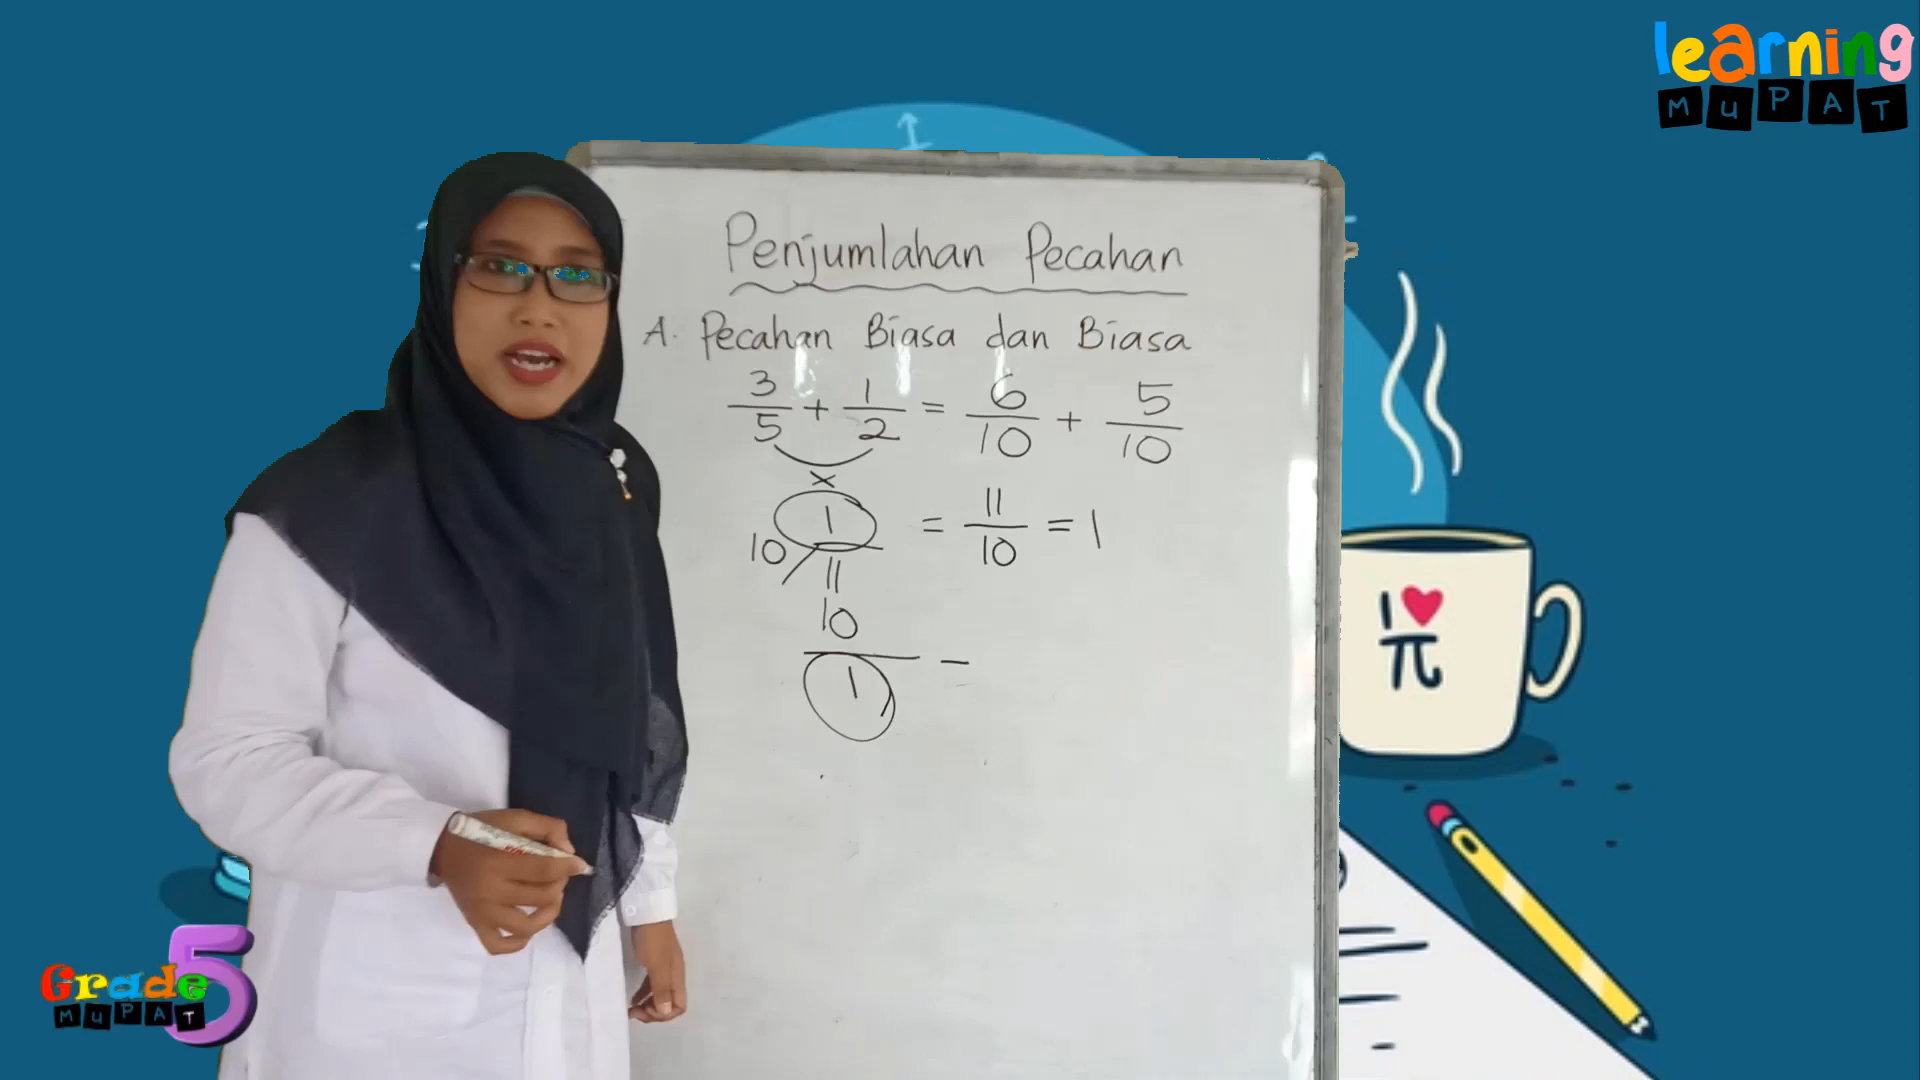 learning
MUPAT
Penjumlahan Pecahan
A. Pecahan Biasa dan Biasa
3/5 + 1/2 = 6/10 + 5/10
×
1
10 / 11 = 11/10 = 1
10
1 -
I ♥ π
Grade 5
MUPAT